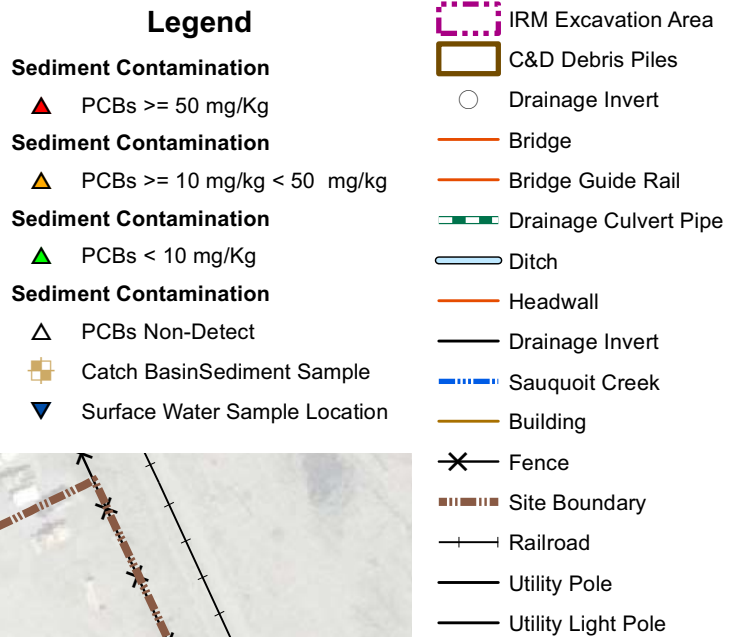 Legend
Sediment Contamination
PCBs >= 50 mg/Kg
Sediment Contamination
PCBs >= 10 mg/kg < 50 mg/kg
Sediment Contamination
PCBs < 10 mg/Kg
Sediment Contamination
PCBs Non-Detect
Catch BasinSediment Sample
Surface Water Sample Location
IRM Excavation Area
C&D Debris Piles
Drainage Invert
Bridge
Bridge Guide Rail
Drainage Culvert Pipe
Ditch
Headwall
Drainage Invert
Sauquoit Creek
Building
Fence
Site Boundary
Railroad
Utility Pole
Utility Light Pole